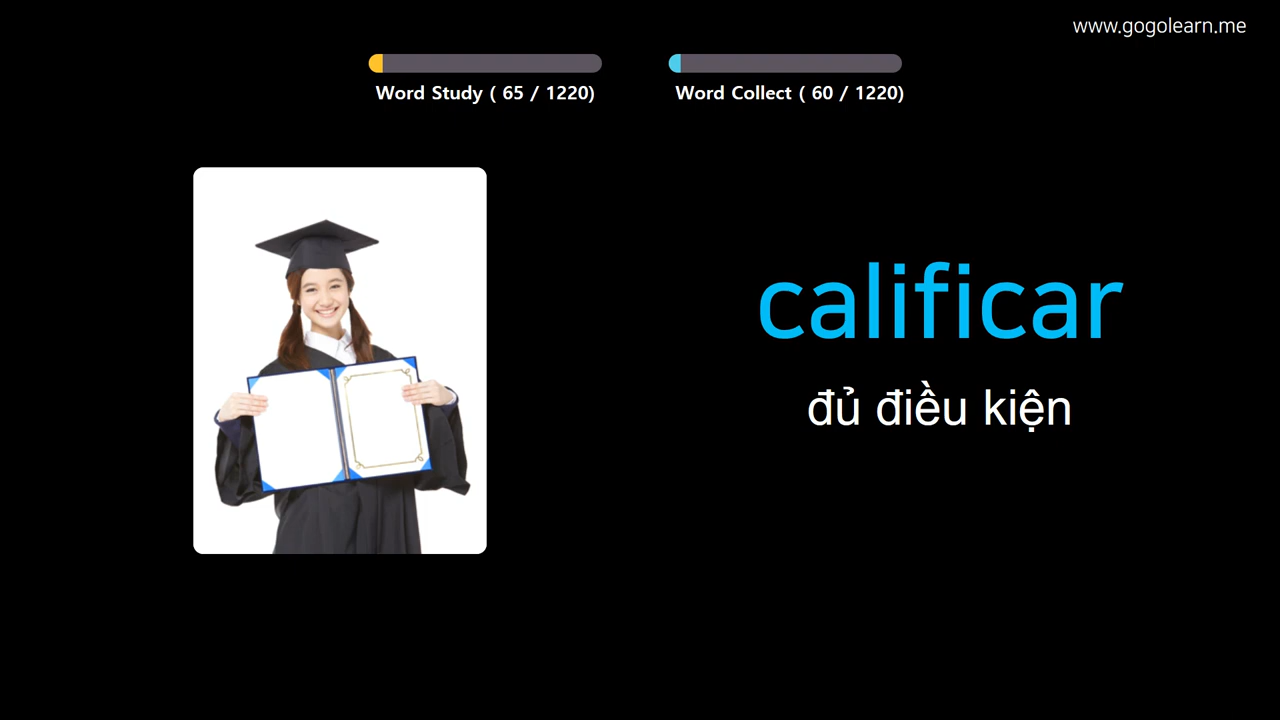 www.gogolearn.me
Word Study ( 65 / 1220)
Word Collect ( 60 / 1220)
calificar
đủ điều kiện